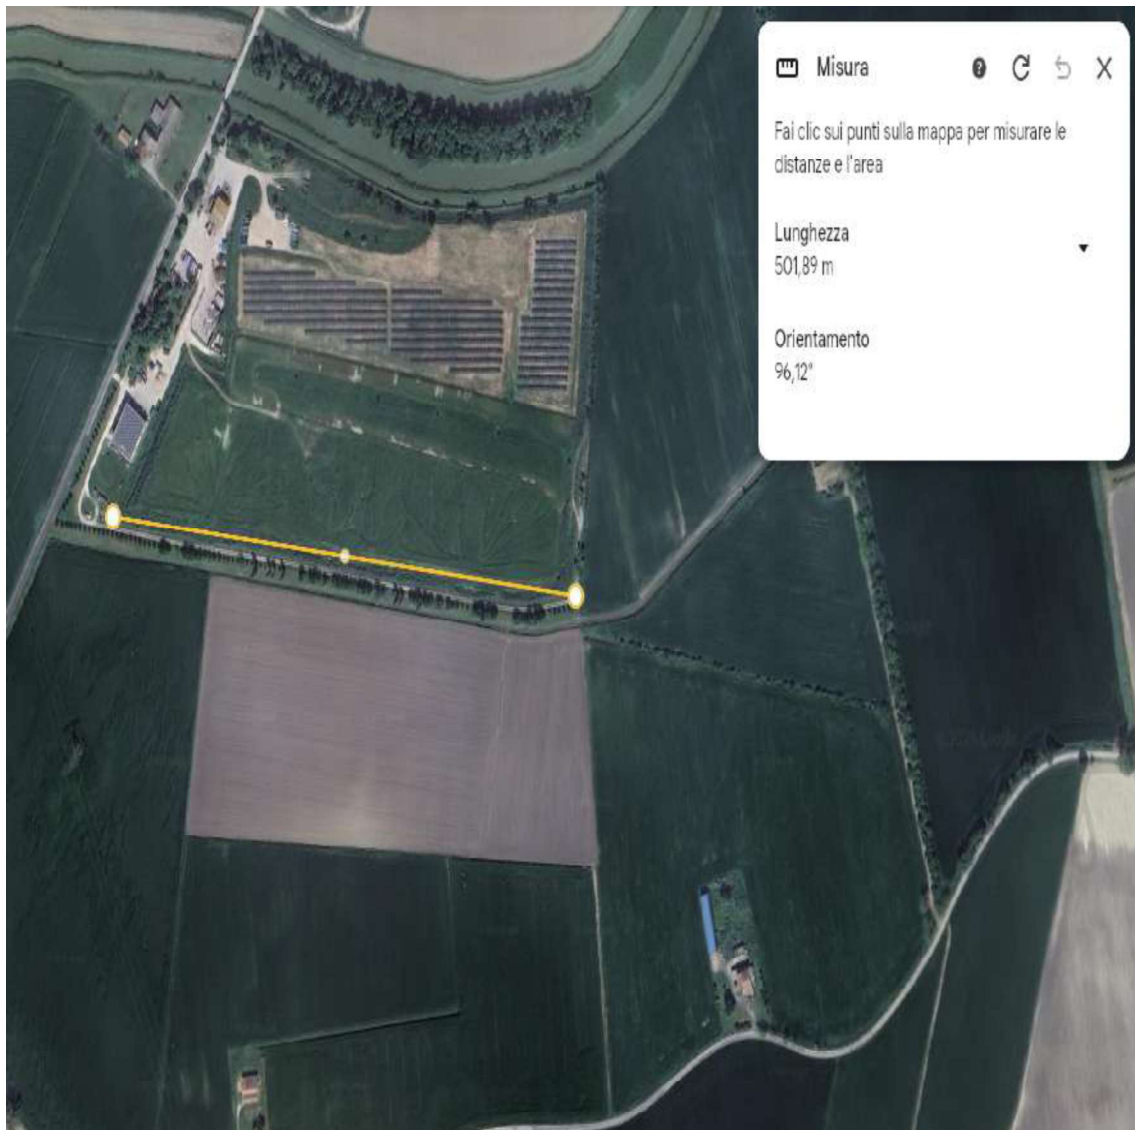 Misura
Fai clic sui punti sulla mappa per misurare le
distanze e l'area
Lunghezza
501,89 m
Orientamento
96,12°